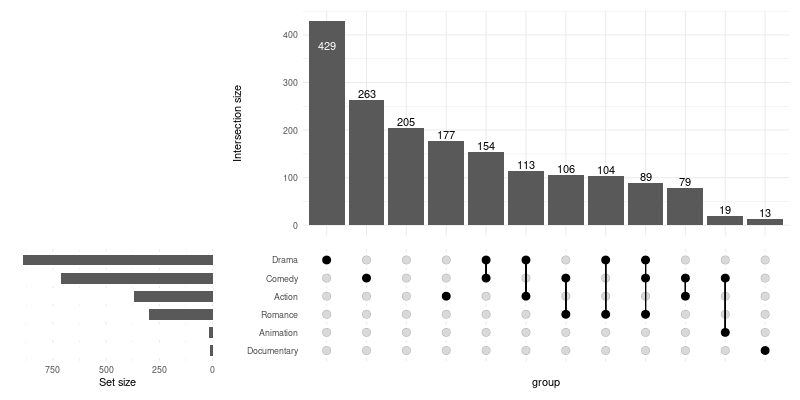 400
300
200
100
0
Intersection size
429
263
205
177
154
113
106
104
89
79
19
13
Drama
Comedy
Action
Romance
Animation
Documentary
750 500 250 0
Set size
group